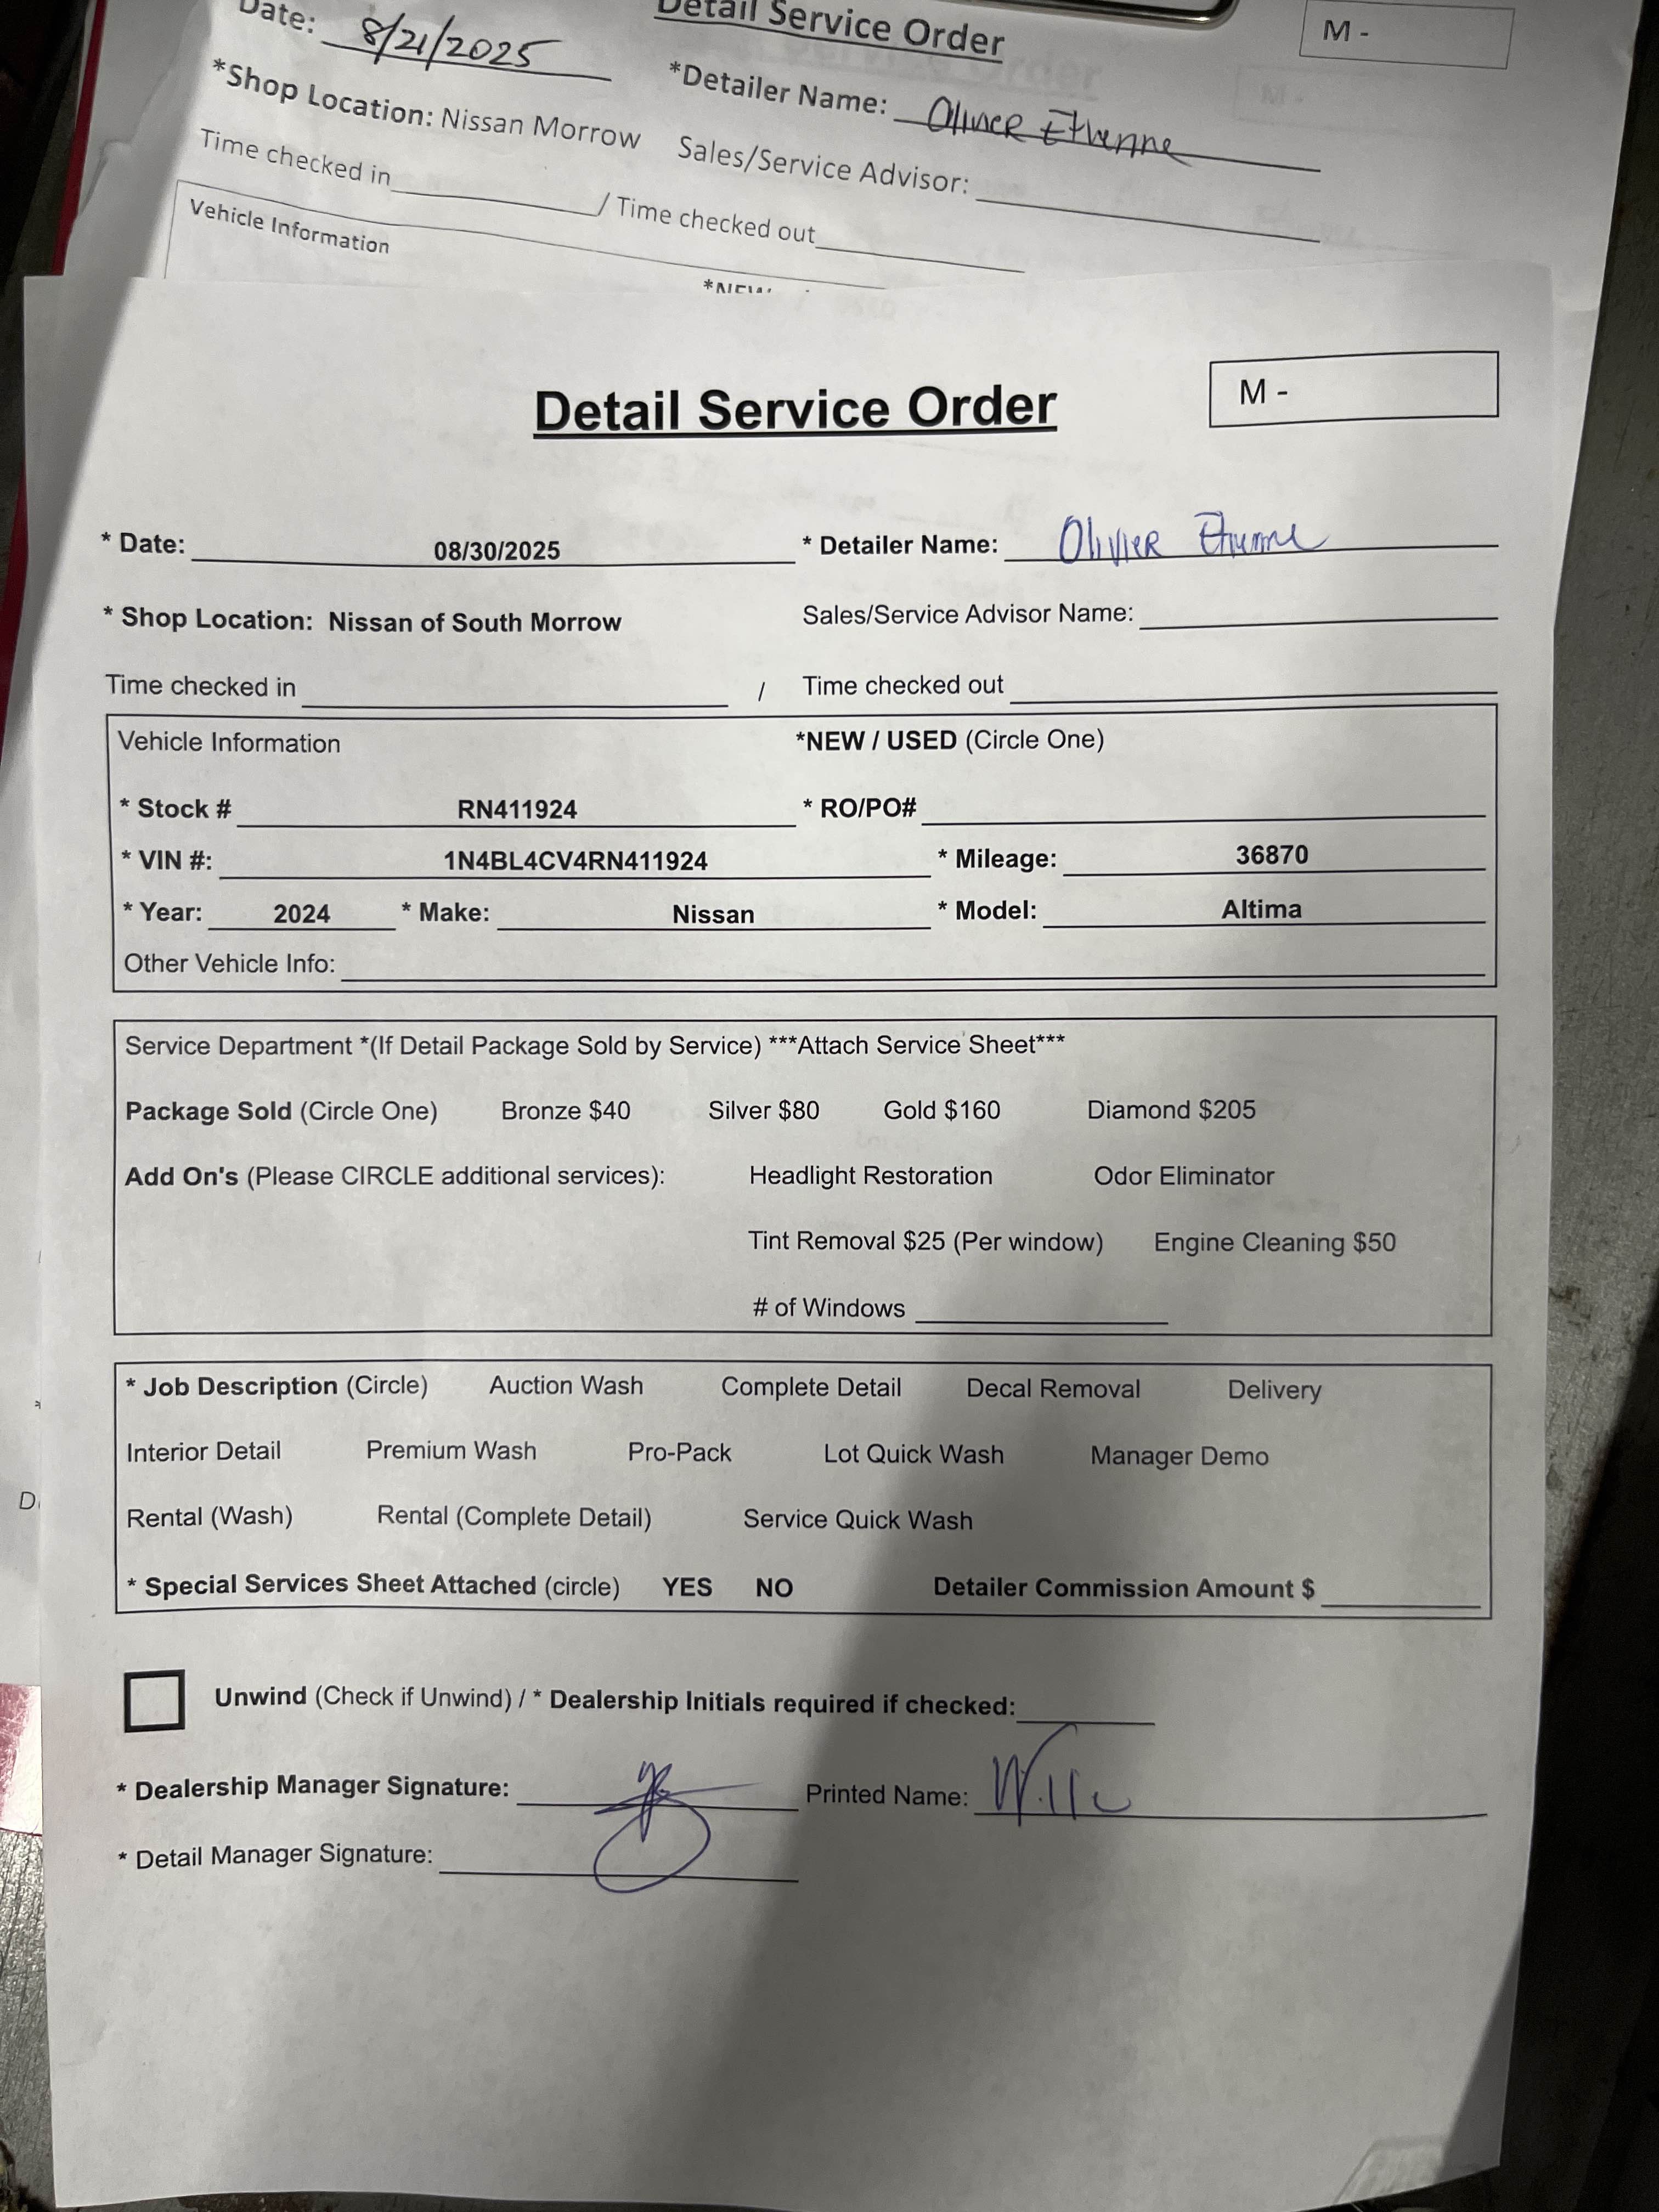 Date: 8/21/2025
Detail Service Order
M -
*Shop Location: Nissan Morrow
*Detailer Name: Olivier Etienne
Time checked in / Time checked out
Sales/Service Advisor:
Vehicle Information
*NEW
Detail Service Order
M -
* Date: 08/30/2025 * Detailer Name: Olivier Etienne
* Shop Location: Nissan of South Morrow Sales/Service Advisor Name:
Time checked in / Time checked out
Vehicle Information *NEW / USED (Circle One)
* Stock # RN411924 * RO/PO#
* VIN #: 1N4BL4CV4RN411924 * Mileage: 36870
* Year: 2024 * Make: Nissan * Model: Altima
Other Vehicle Info:
Service Department *(If Detail Package Sold by Service) ***Attach Service Sheet***
Package Sold (Circle One) Bronze $40 Silver $80 Gold $160 Diamond $205
Add On's (Please CIRCLE additional services): Headlight Restoration Odor Eliminator
Tint Removal $25 (Per window) Engine Cleaning $50
# of Windows
* Job Description (Circle) Auction Wash Complete Detail Decal Removal Delivery
Interior Detail Premium Wash Pro-Pack Lot Quick Wash Manager Demo
Rental (Wash) Rental (Complete Detail) Service Quick Wash
* Special Services Sheet Attached (circle) YES NO Detailer Commission Amount $
Unwind (Check if Unwind) / * Dealership Initials required if checked:
* Dealership Manager Signature: Printed Name:
* Detail Manager Signature: